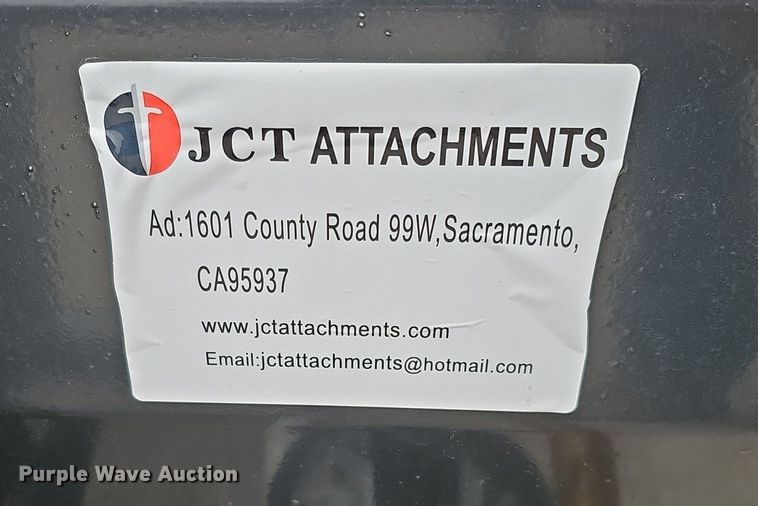 JCT ATTACHMENTS
Ad:1601 County Road 99W,Sacramento,
CA95937
www.jctattachments.com
Email:jctattachments@hotmail.com
Purple Wave Auction